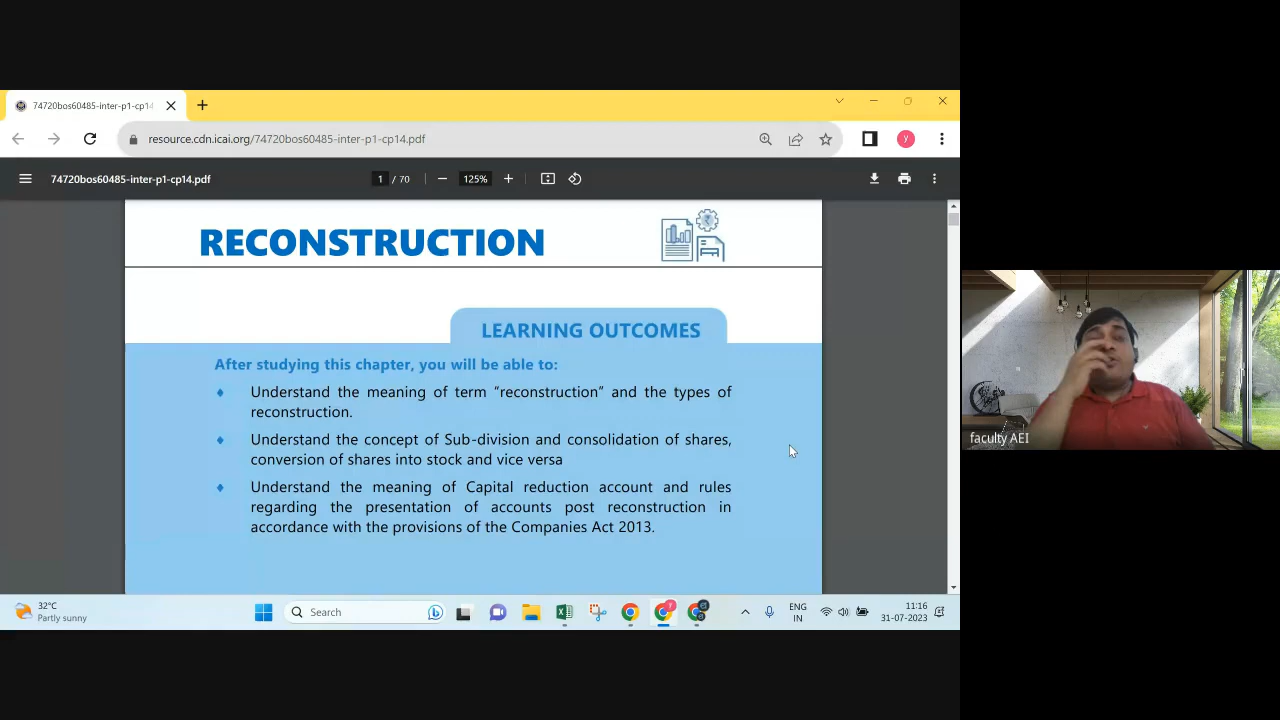 74720bos60485-inter-p1-cp14
resource.cdn.icai.org/74720bos60485-inter-p1-cp14.pdf
y
74720bos60485-inter-p1-cp14.pdf
1 / 70
125%
RECONSTRUCTION
LEARNING OUTCOMES
After studying this chapter, you will be able to:
Understand the meaning of term “reconstruction” and the types of
reconstruction.
Understand the concept of Sub-division and consolidation of shares,
conversion of shares into stock and vice versa
Understand the meaning of Capital reduction account and rules
regarding the presentation of accounts post reconstruction in
accordance with the provisions of the Companies Act 2013.
faculty AEI
32°C
Partly sunny
Search
ENG
IN
11:16
31-07-2023